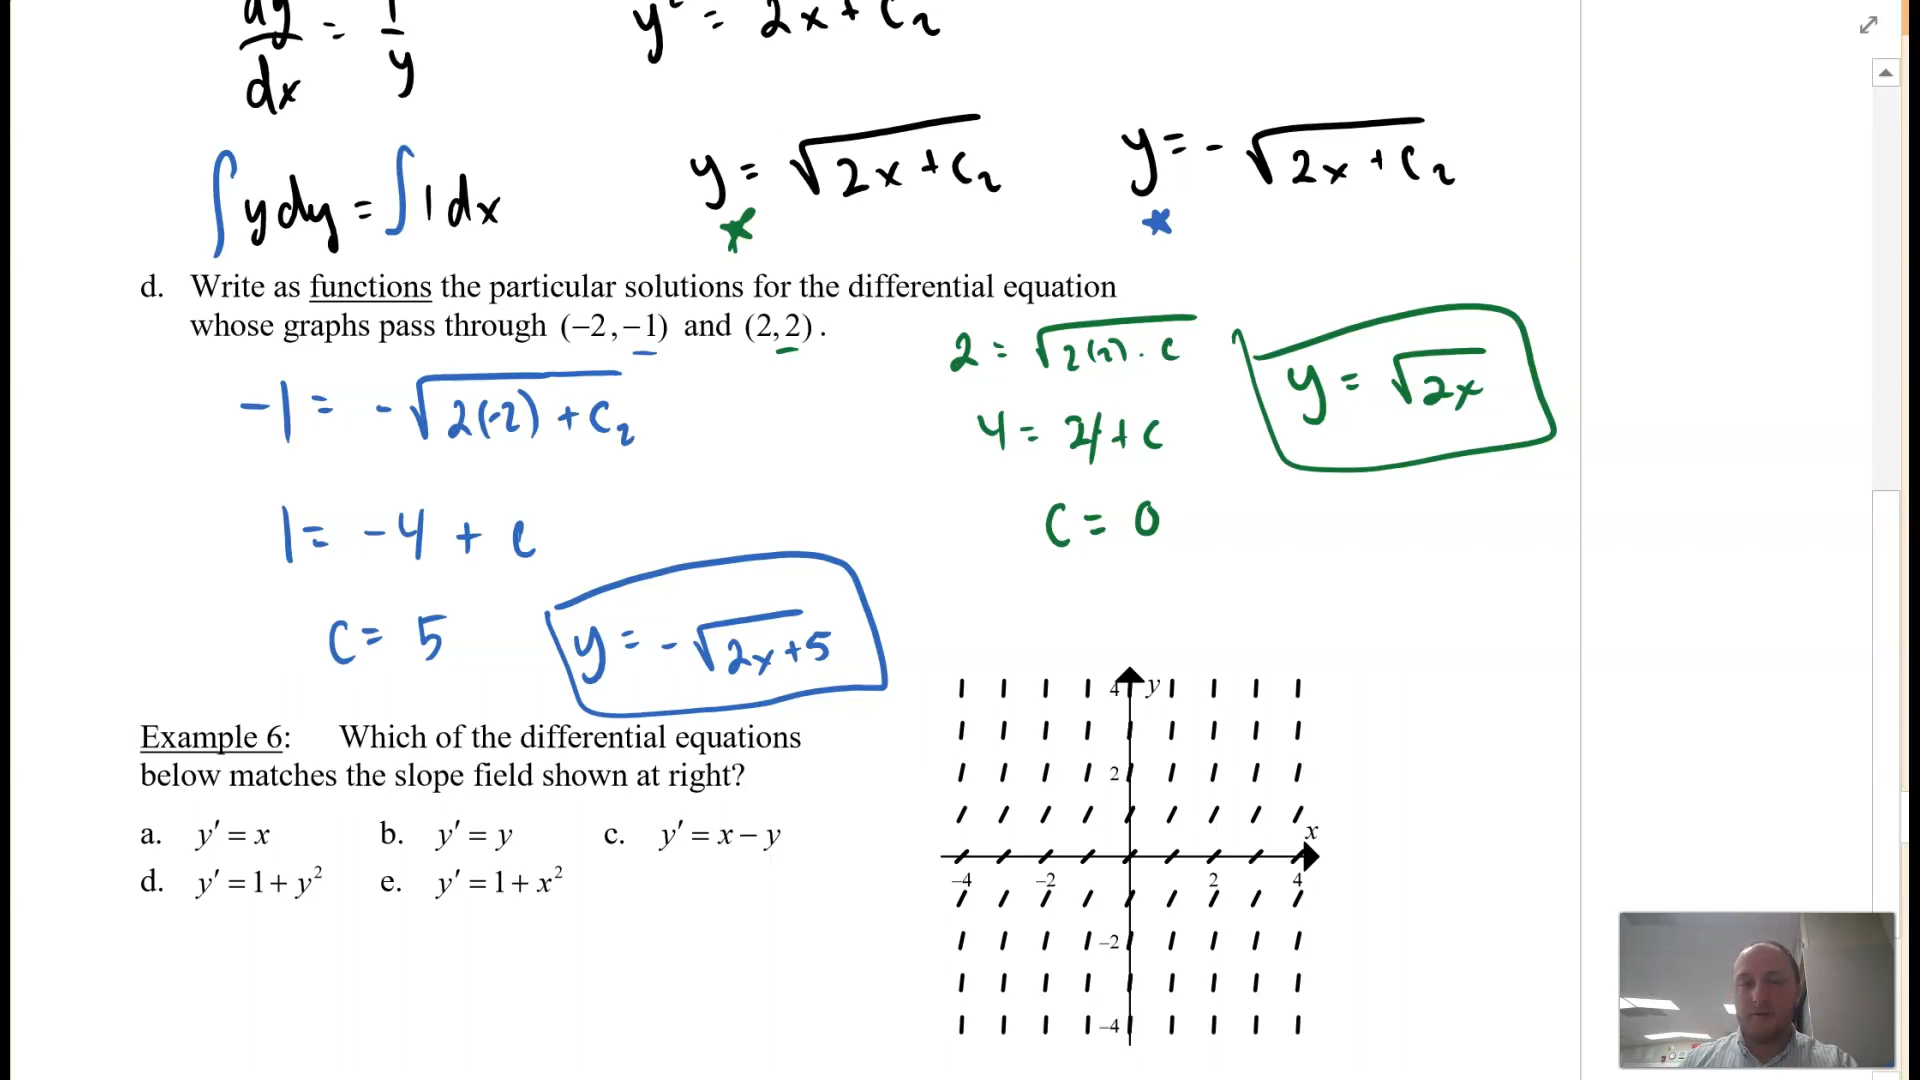 dy/dx = 1/y
y² = 2x + C₂
∫ y dy = ∫ 1 dx
y = √(2x + C₂)
y = -√(2x + C₂)
d. Write as functions the particular solutions for the differential equation
whose graphs pass through (−2, −1) and (2, 2).
-1 = -√(2(-2) + C₂)
1 = -4 + C
C = 5
y = -√(2x+5)
4 = 4 + C
C = 0
y = √(2x)
Example 6: Which of the differential equations
below matches the slope field shown at right?
a. y′ = x b. y′ = y c. y′ = x − y
d. y′ = 1 + y² e. y′ = 1 + x²
4 y
2
x
−4 −2 2 4
−2
−4